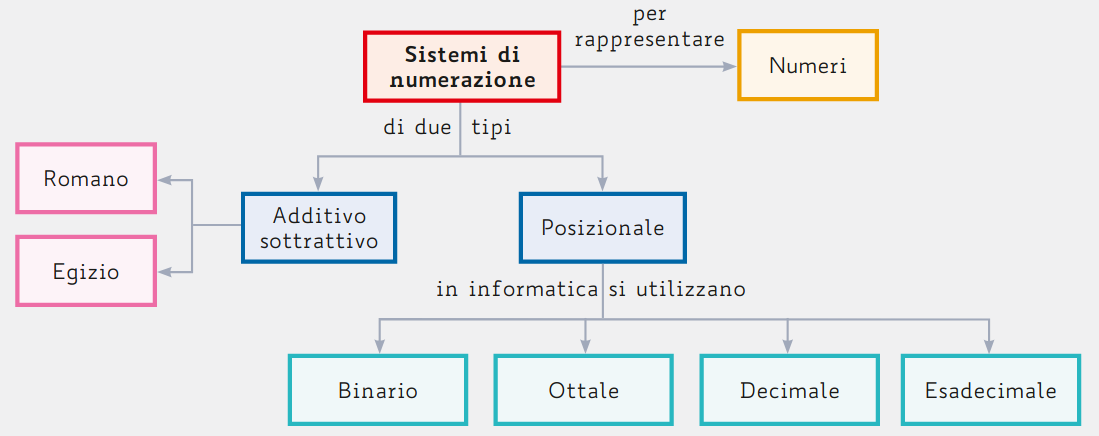 per
rappresentare
Sistemi di
numerazione
Numeri
di due tipi
Romano
Additivo
sottrattivo
Posizionale
Egizio
in informatica si utilizzano
Binario
Ottale
Decimale
Esadecimale